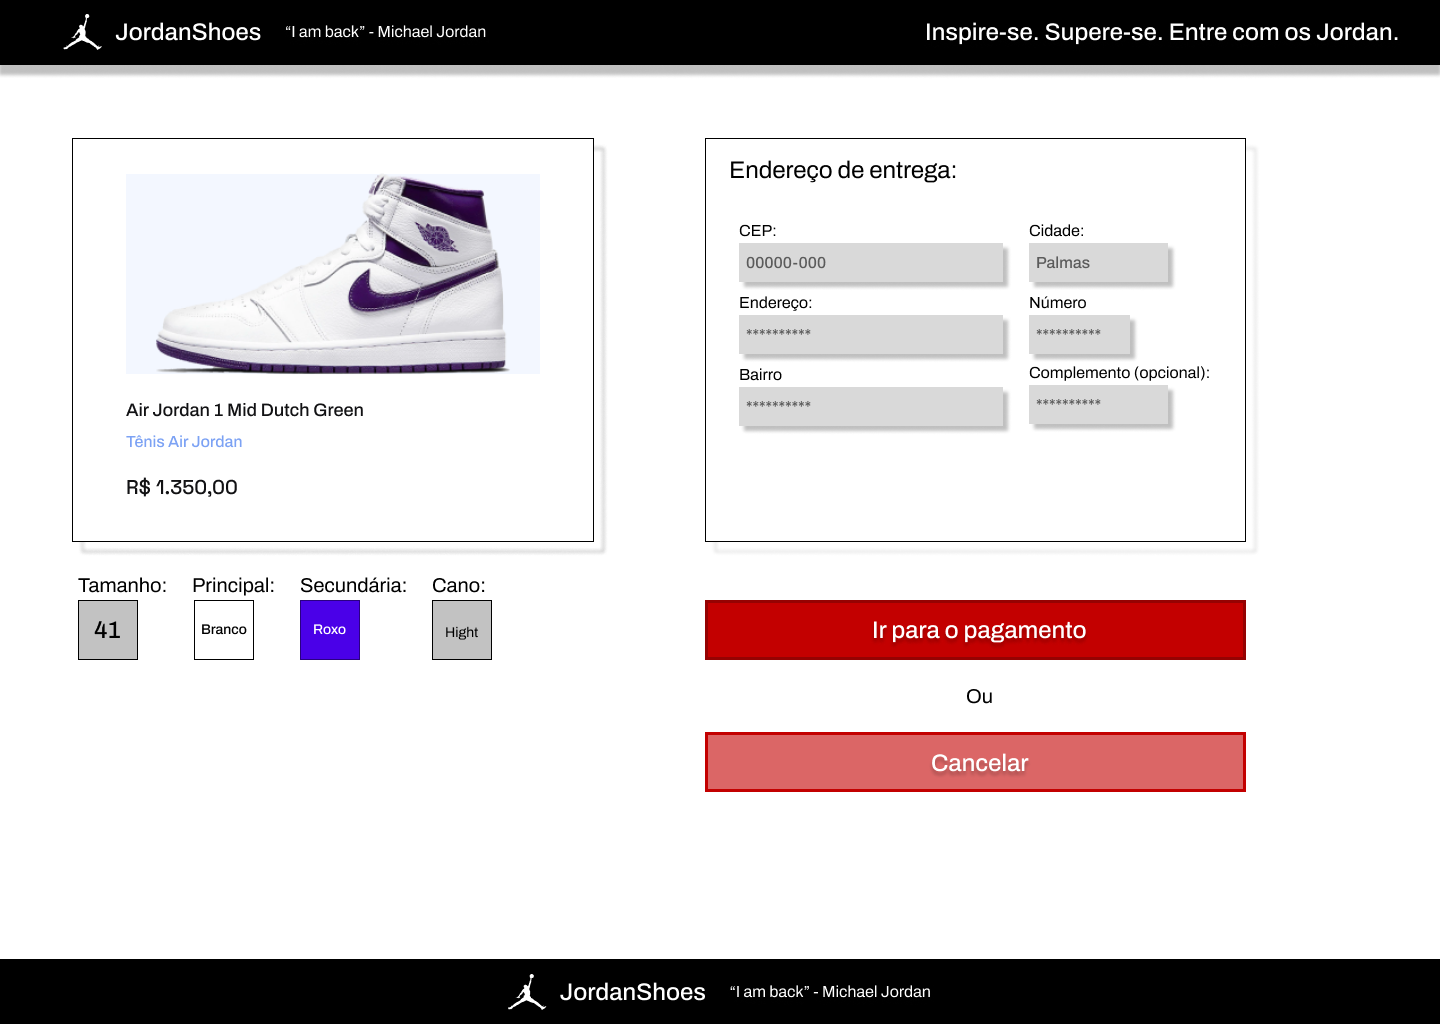 JordanShoes
“I am back” - Michael Jordan
Inspire-se. Supere-se. Entre com os Jordan.
Air Jordan 1 Mid Dutch Green
Tênis Air Jordan
R$ 1.350,00
Tamanho:
41
Principal:
Branco
Secundária:
Roxo
Cano:
Hight
Endereço de entrega:
CEP:
00000-000
Cidade:
Palmas
Endereço:
**********
Número
**********
Bairro
**********
Complemento (opcional):
**********
Ir para o pagamento
Ou
Cancelar
JordanShoes
“I am back” - Michael Jordan